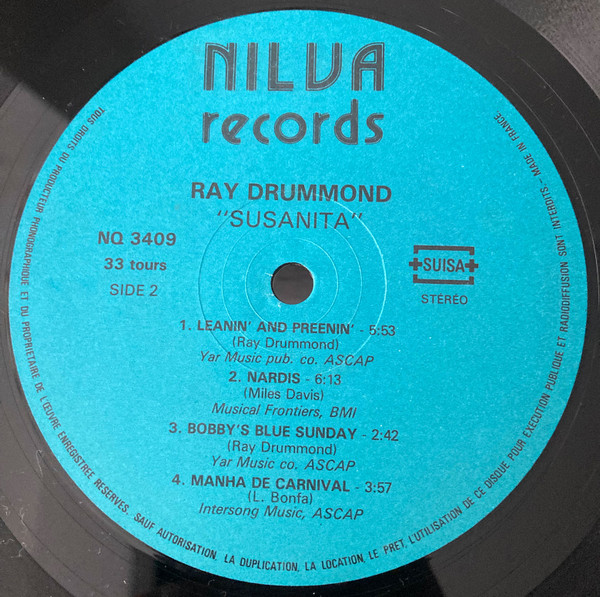 NILVA
records
RAY DRUMMOND
"SUSANITA"
NQ 3409
33 tours
SIDE 2
SUISA
STÉRÉO
1. LEANIN' AND PREENIN' - 5:53
(Ray Drummond)
Yar Music pub. co. ASCAP
2. NARDIS - 6:13
(Miles Davis)
Musical Frontiers, BMI
3. BOBBY'S BLUE SUNDAY - 2:42
(Ray Drummond)
Yar Music co. ASCAP
4. MANHA DE CARNIVAL - 3:57
(L. Bonfa)
Intersong Music, ASCAP
TOUS DROITS DU PRODUCTEUR PHONOGRAPHIQUE ET DU PROPRIETAIRE DE L'ŒUVRE ENREGISTREE RESERVES. SAUF AUTORISATION, LA DUPLICATION, LA LOCATION, LE PRET, L'UTILISATION DE CE DISQUE POUR EXECUTION PUBLIQUE ET RADIODIFFUSION SONT INTERDITS - MADE IN FRANCE